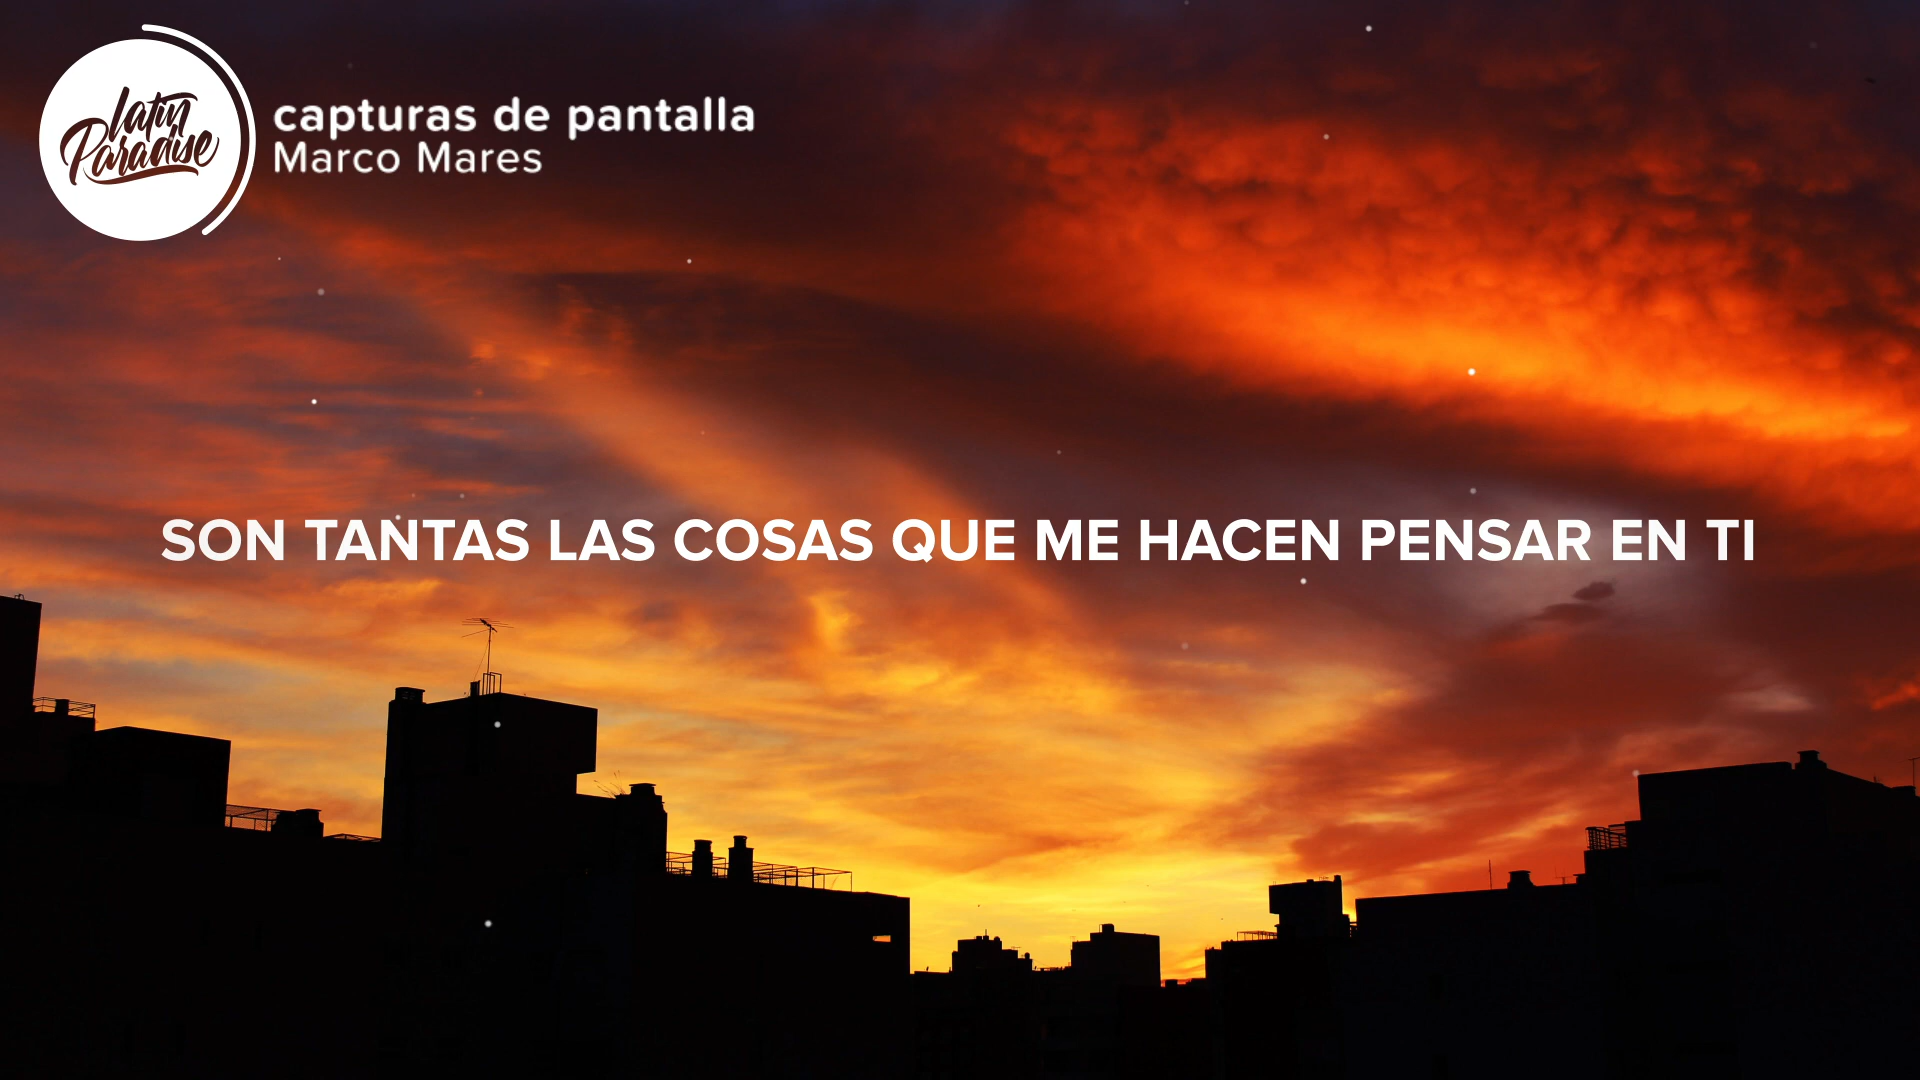 latin
Paradise
capturas de pantalla
Marco Mares
SON TANTAS LAS COSAS QUE ME HACEN PENSAR EN TI